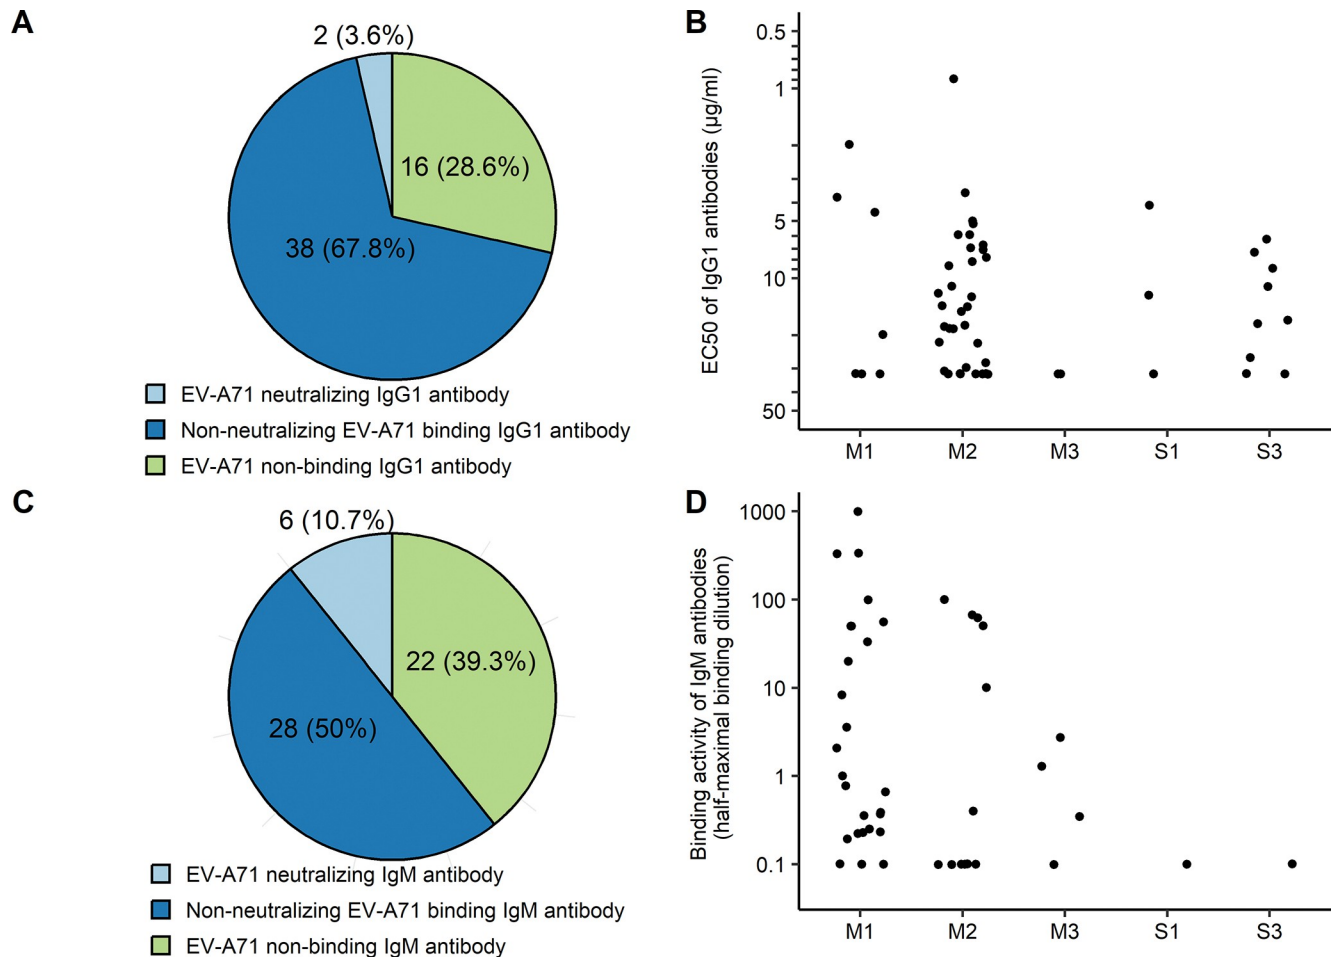 A
2 (3.6%)
16 (28.6%)
38 (67.8%)
EV-A71 neutralizing IgG1 antibody
Non-neutralizing EV-A71 binding IgG1 antibody
EV-A71 non-binding IgG1 antibody
B
EC50 of IgG1 antibodies (µg/ml)
0.5
1
5
10
50
M1 M2 M3 S1 S3
C
6 (10.7%)
22 (39.3%)
28 (50%)
EV-A71 neutralizing IgM antibody
Non-neutralizing EV-A71 binding IgM antibody
EV-A71 non-binding IgM antibody
D
Binding activity of IgM antibodies
(half-maximal binding dilution)
1000
100
10
1
0.1
M1 M2 M3 S1 S3